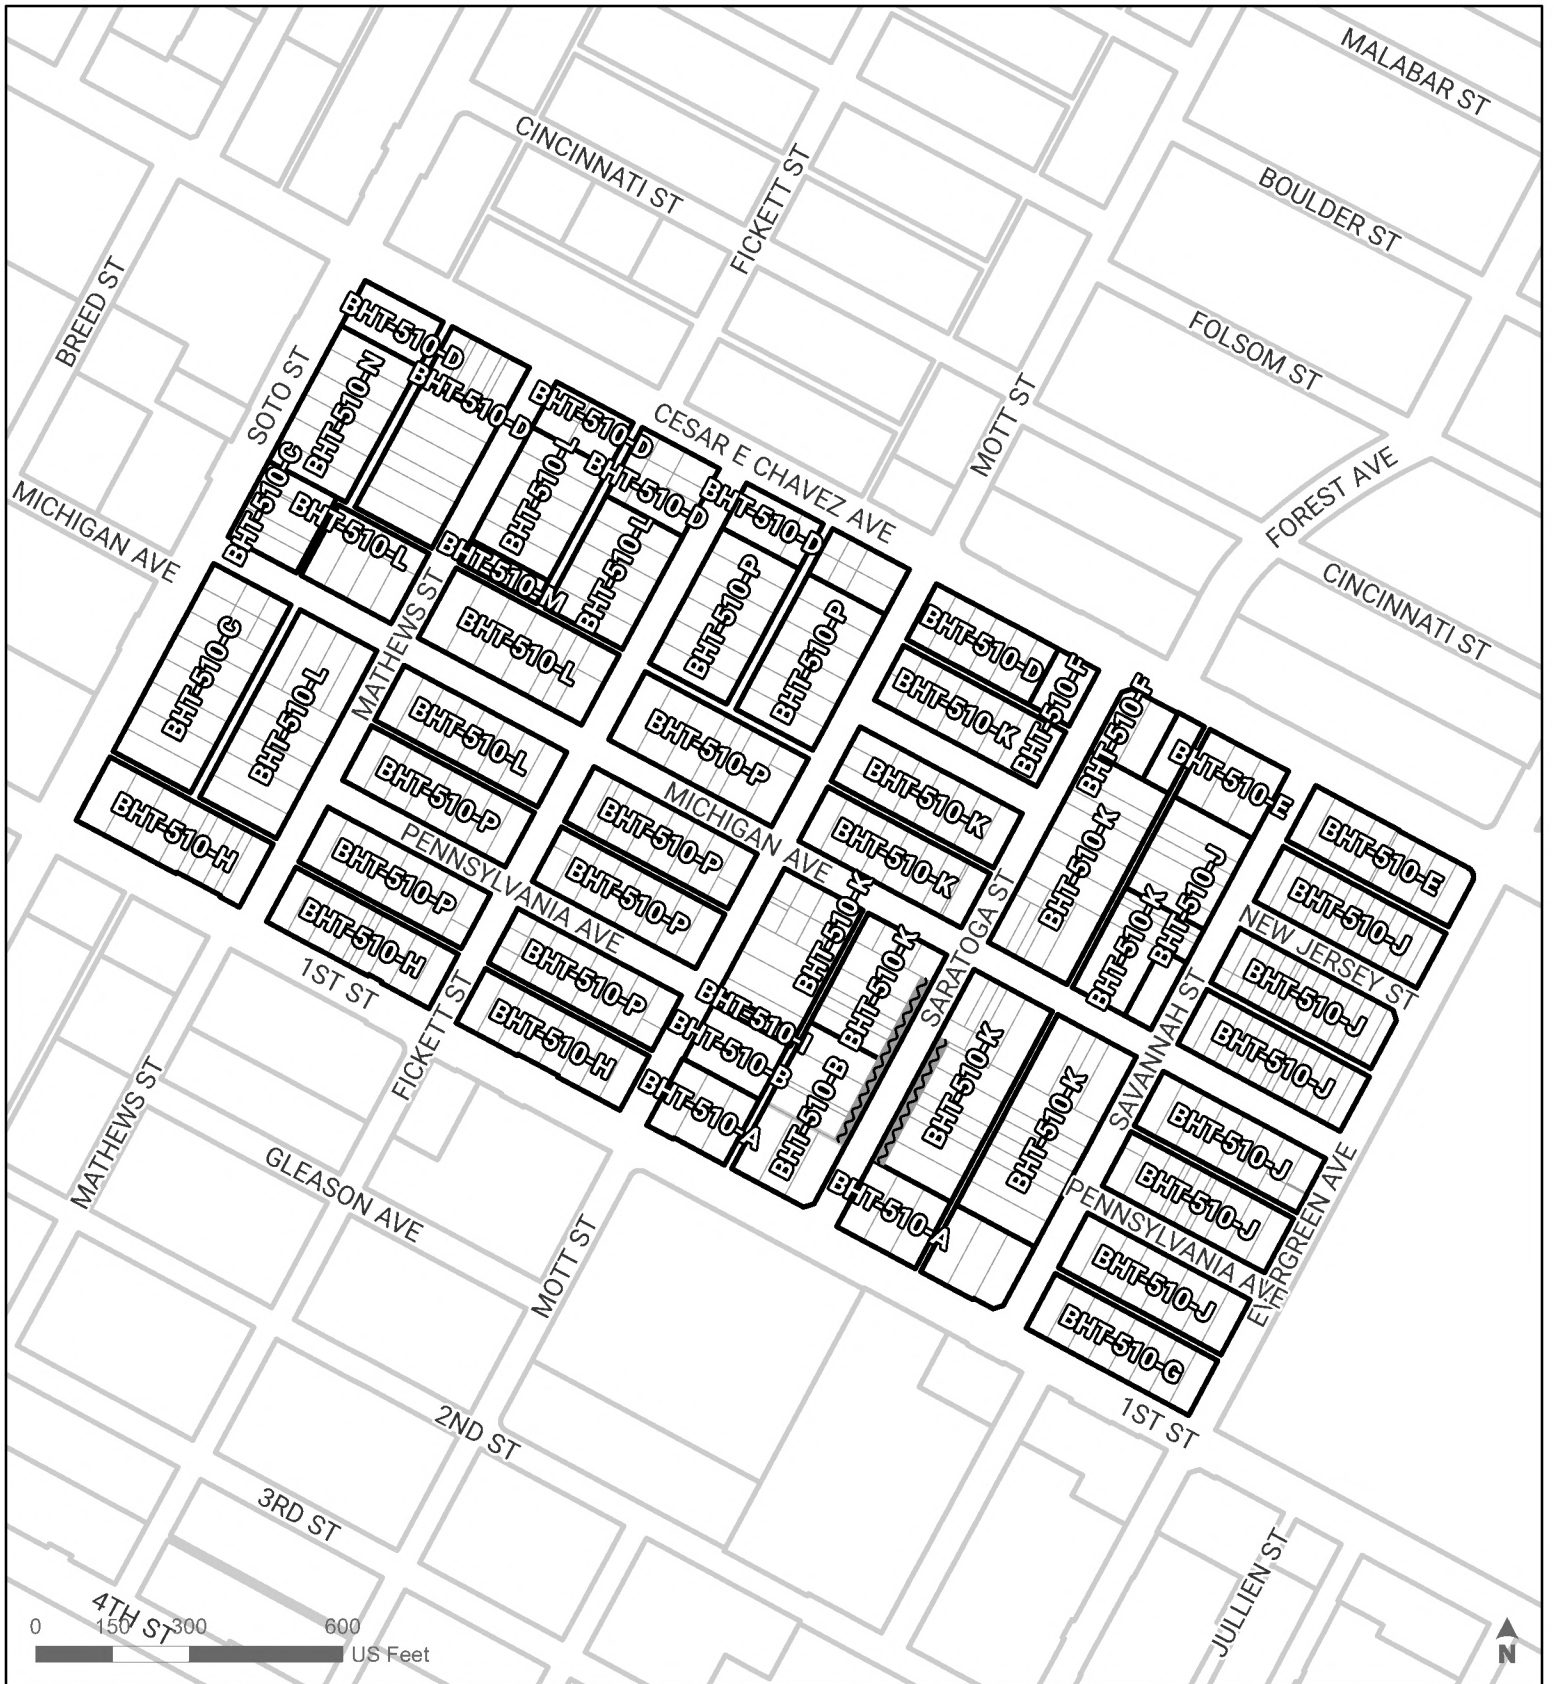 MALABAR ST
CINCINNATI ST
FICKETT ST
BOULDER ST
BREED ST
FOLSOM ST
SOTO ST
BHT-510-D
BHT-510-N
BHT-510-D
BHT-510-D
CESAR E CHAVEZ AVE
MOTT ST
FOREST AVE
BHT-510-L
BHT-510-D
BHT-510-D
BHT-510-C
BHT-510-L
MICHIGAN AVE
BHT-510-M
BHT-510-L
BHT-510-P
BHT-510-P
CINCINNATI ST
MATHEWS ST
BHT-510-L
BHT-510-D
BHT-510-F
BHT-510-C
BHT-510-L
BHT-510-K
BHT-510-F
BHT-510-F
BHT-510-L
BHT-510-P
BHT-510-E
BHT-510-P
MICHIGAN AVE
BHT-510-K
BHT-510-H
PENNSYLVANIA AVE
BHT-510-P
BHT-510-K
BHT-510-K
BHT-510-J
BHT-510-E
BHT-510-P
BHT-510-P
BHT-510-K
BHT-510-K
SARATOGA ST
BHT-510-K
BHT-510-J
BHT-510-H
1ST ST
BHT-510-P
NEW JERSEY ST
BHT-510-J
FICKETT ST
BHT-510-H
BHT-510-I
BHT-510-B
BHT-510-K
SAVANNAH ST
BHT-510-J
BHT-510-A
BHT-510-B
BHT-510-K
BHT-510-J
MATHEWS ST
GLEASON AVE
BHT-510-A
PENNSYLVANIA AVE
BHT-510-J
EVERGREEN AVE
MOTT ST
BHT-510-J
BHT-510-G
1ST ST
2ND ST
3RD ST
JULLIEN ST
4TH ST
0 150 300 600
US Feet
N